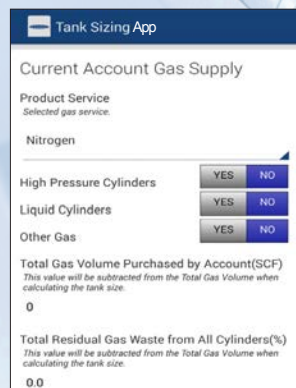 Tank Sizing App
Current Account Gas Supply
Product Service
Selected gas service.
Nitrogen
High Pressure Cylinders YES NO
Liquid Cylinders
Other Gas YES NO
Total Gas Volume Purchased by Account(SCF)
This value will be subtracted from the Total Gas Volume when
calculating the tank size.
0
Total Residual Gas Waste from All Cylinders(%)
This value will be subtracted from the Total Gas Volume when
calculating the tank size.
0.0